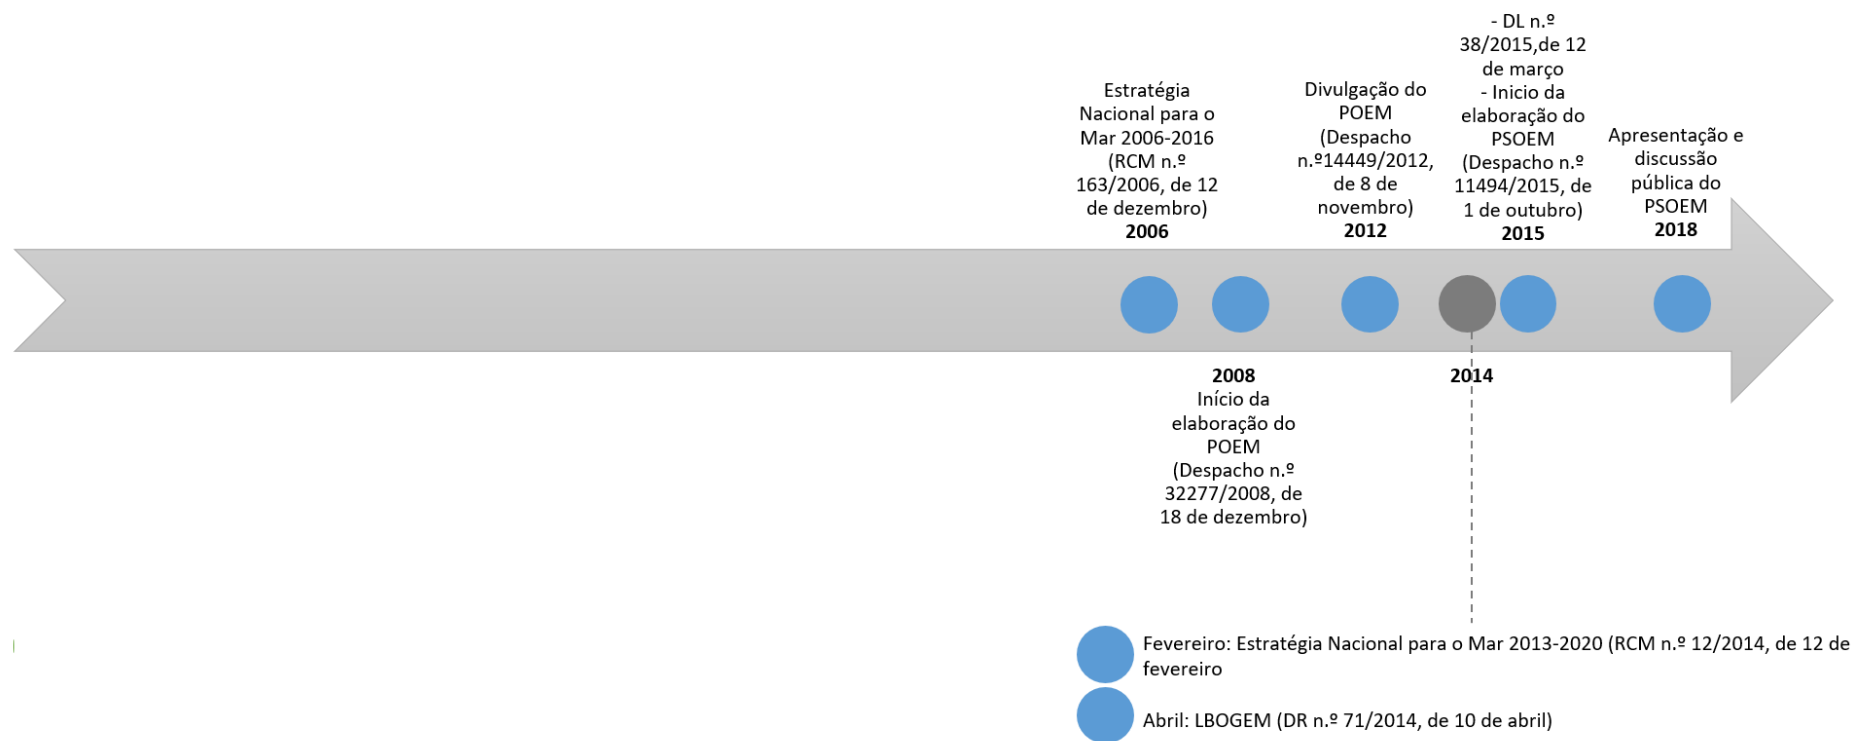 Estratégia
Nacional para o
Mar 2006-2016
(RCM n.º
163/2006, de 12
de dezembro)
2006
Divulgação do
POEM
(Despacho
n.º14449/2012,
de 8 de
novembro)
2012
- DL n.º
38/2015,de 12
de março
- Inicio da
elaboração do
PSOEM
(Despacho n.º
11494/2015, de
1 de outubro)
2015
Apresentação e
discussão
pública do
PSOEM
2018
2008
Início da
elaboração do
POEM
(Despacho n.º
32277/2008, de
18 de dezembro)
2014
Fevereiro: Estratégia Nacional para o Mar 2013-2020 (RCM n.º 12/2014, de 12 de
fevereiro
Abril: LBOGEM (DR n.º 71/2014, de 10 de abril)